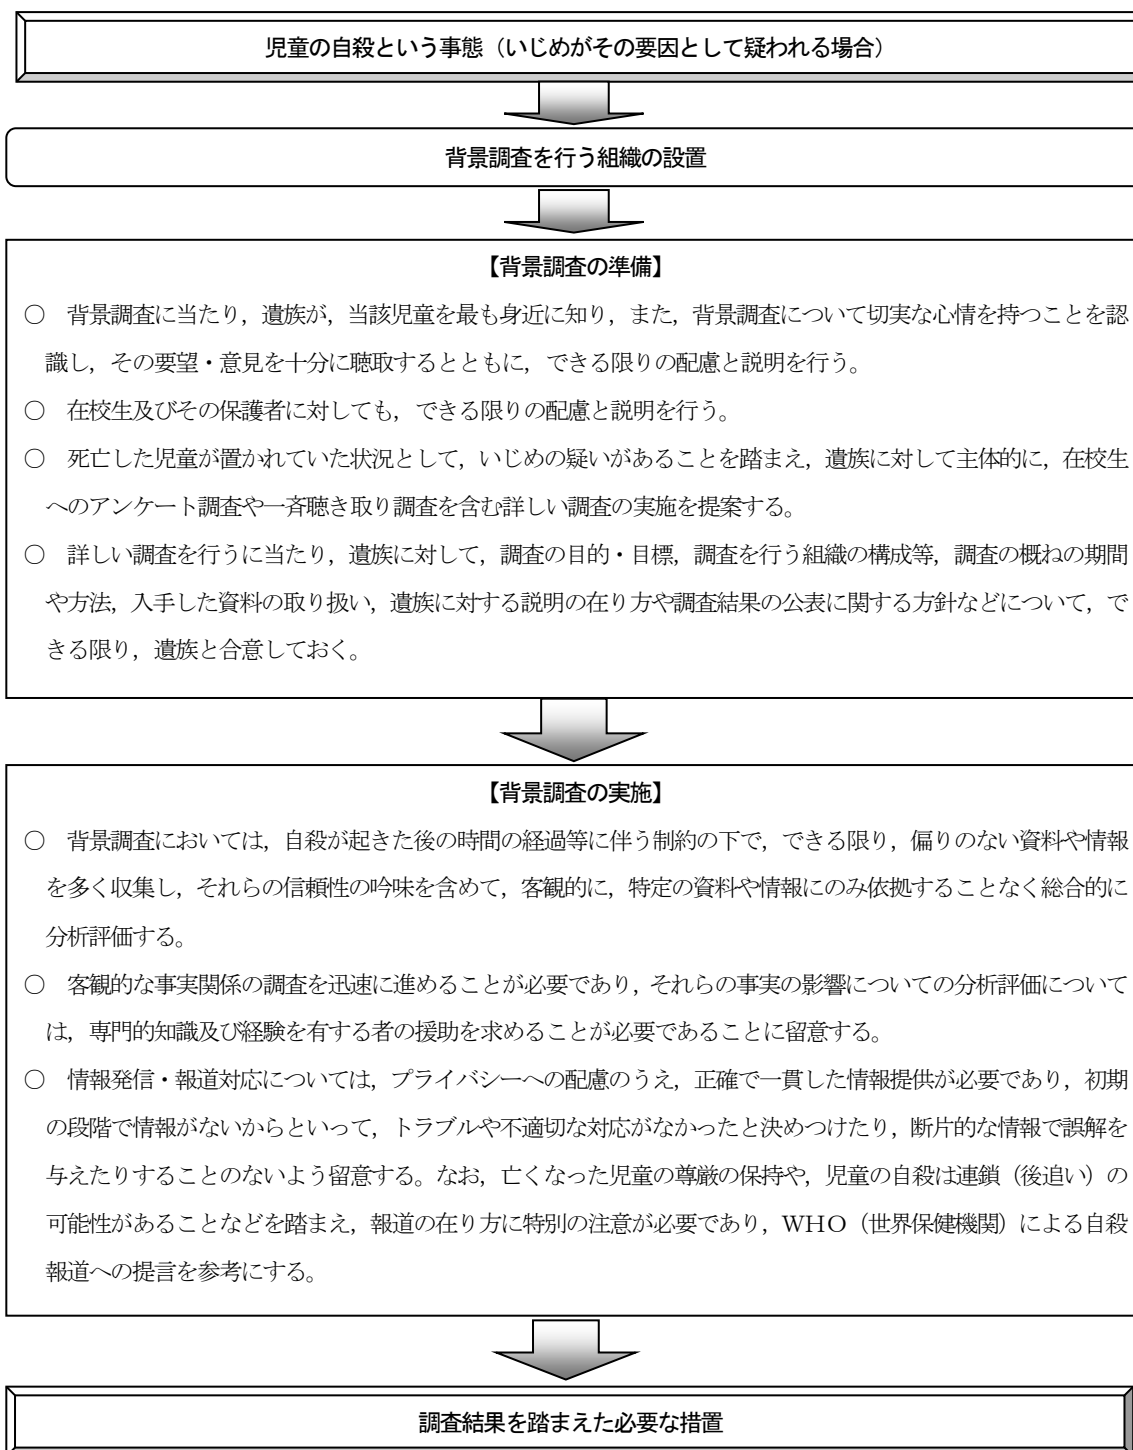 児童の自殺という事態（いじめがその要因として疑われる場合）
背景調査を行う組織の設置
【背景調査の準備】
○　背景調査に当たり，遺族が，当該児童を最も身近に知り，また，背景調査について切実な心情を持つことを認
識し，その要望・意見を十分に聴取するとともに，できる限りの配慮と説明を行う。
○　在校生及びその保護者に対しても，できる限りの配慮と説明を行う。
○　死亡した児童が置かれていた状況として，いじめの疑いがあることを踏まえ，遺族に対して主体的に，在校生
へのアンケート調査や一斉聴き取り調査を含む詳しい調査の実施を提案する。
○　詳しい調査を行うに当たり，遺族に対して，調査の目的・目標，調査を行う組織の構成等，調査の概ねの期間
や方法，入手した資料の取り扱い，遺族に対する説明の在り方や調査結果の公表に関する方針などについて，で
きる限り，遺族と合意しておく。
【背景調査の実施】
○　背景調査においては，自殺が起きた後の時間の経過等に伴う制約の下で，できる限り，偏りのない資料や情報
を多く収集し，それらの信頼性の吟味を含めて，客観的に，特定の資料や情報にのみ依拠することなく総合的に
分析評価する。
○　客観的な事実関係の調査を迅速に進めることが必要であり，それらの事実の影響についての分析評価について
は，専門的知識及び経験を有する者の援助を求めることが必要であることに留意する。
○　情報発信・報道対応については，プライバシーへの配慮のうえ，正確で一貫した情報提供が必要であり，初期
の段階で情報がないからといって，トラブルや不適切な対応がなかったと決めつけたり，断片的な情報で誤解を
与えたりすることのないよう留意する。なお，亡くなった児童の尊厳の保持や，児童の自殺は連鎖（後追い）の
可能性があることなどを踏まえ，報道の在り方に特別の注意が必要であり，ＷＨＯ（世界保健機関）による自殺
報道への提言を参考にする。
調査結果を踏まえた必要な措置